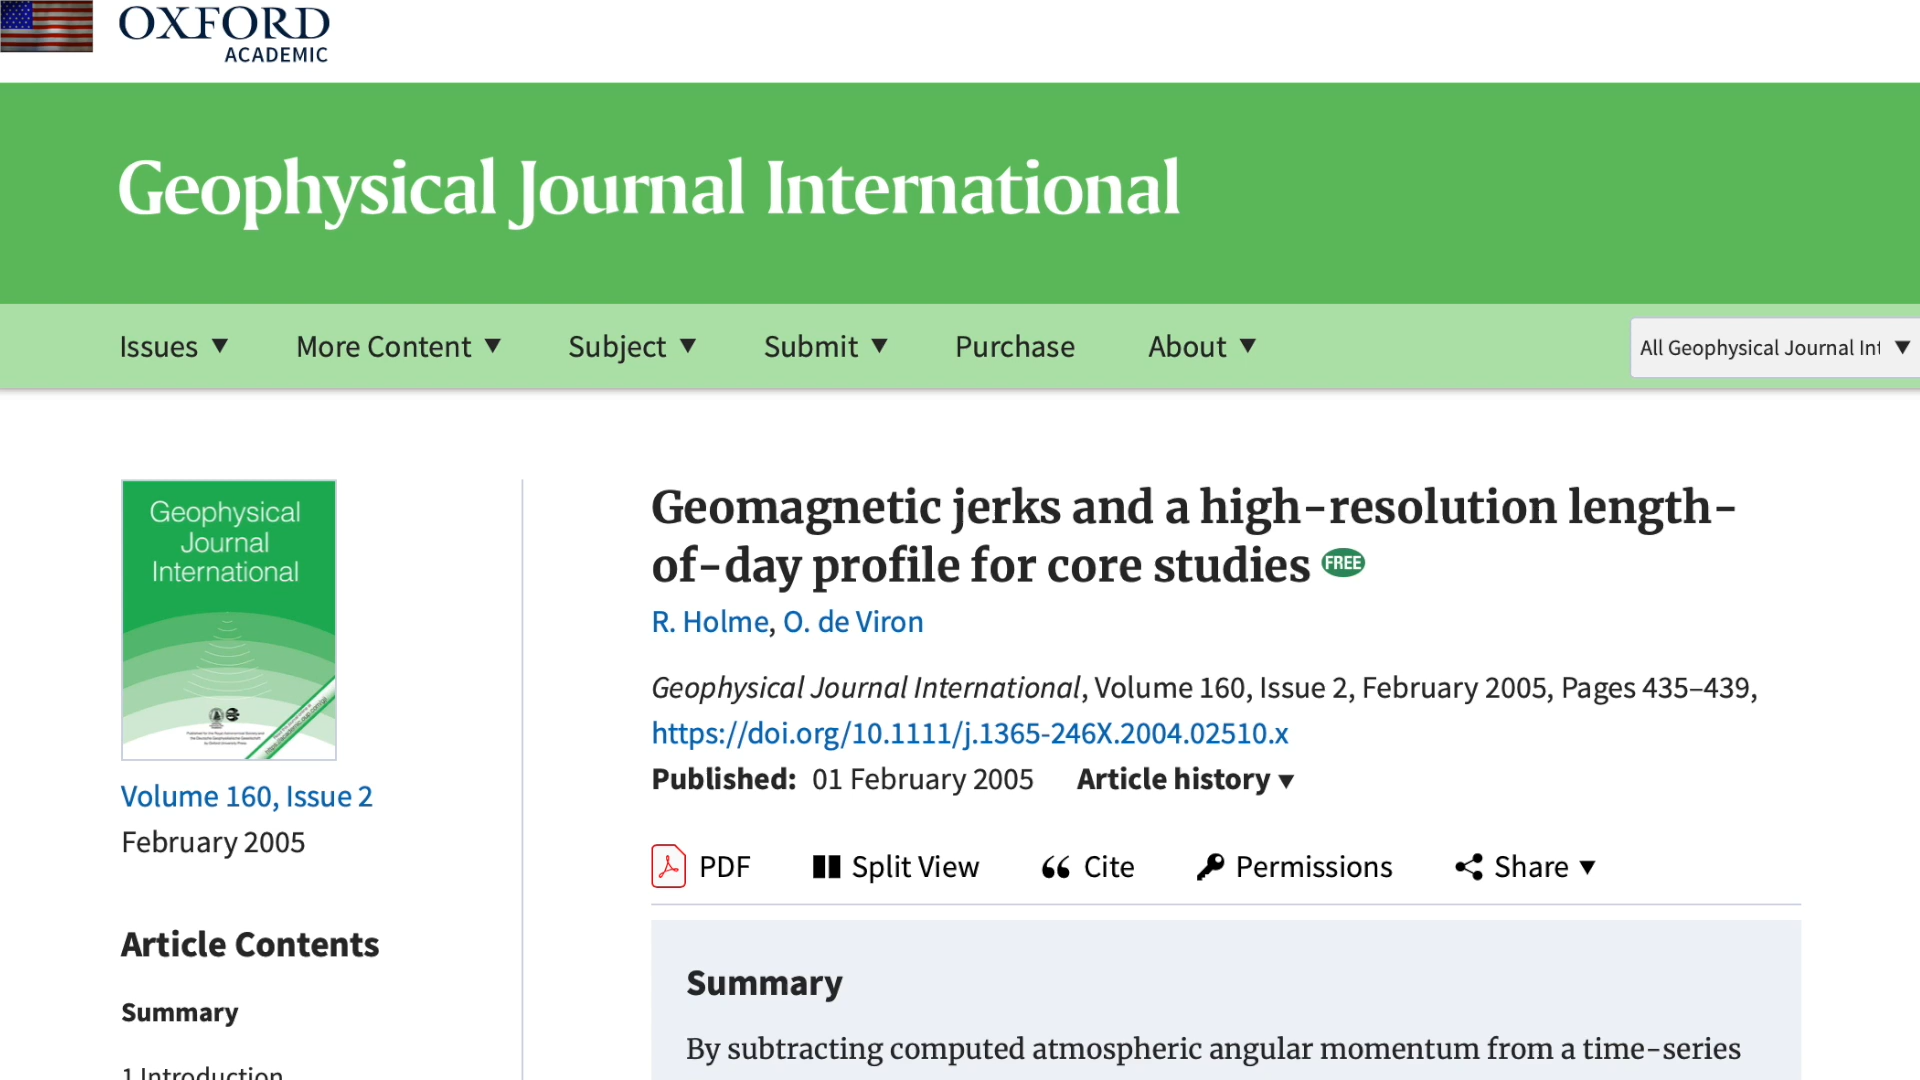 OXFORD
ACADEMIC
Geophysical Journal International
Issues ▼ More Content ▼ Subject ▼ Submit ▼ Purchase About ▼
All Geophysical Journal Int ▼
Geophysical
Journal
International
Volume 160, Issue 2
February 2005
Article Contents
Summary
1 Introduction
Geomagnetic jerks and a high-resolution length-
of-day profile for core studies FREE
R. Holme, O. de Viron
Geophysical Journal International, Volume 160, Issue 2, February 2005, Pages 435–439,
https://doi.org/10.1111/j.1365-246X.2004.02510.x
Published: 01 February 2005 Article history ▼
PDF Split View Cite Permissions Share ▼
Summary
By subtracting computed atmospheric angular momentum from a time-series